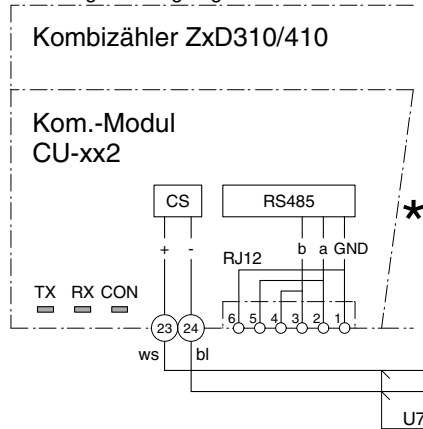 Kombizähler ZxD310/410
Kom.-Modul
CU-xx2
CS
RS485
+
-
b
a
GND
RJ12
TX
RX
CON
6
5
4
3
2
1
23
24
ws
bl
*
U7